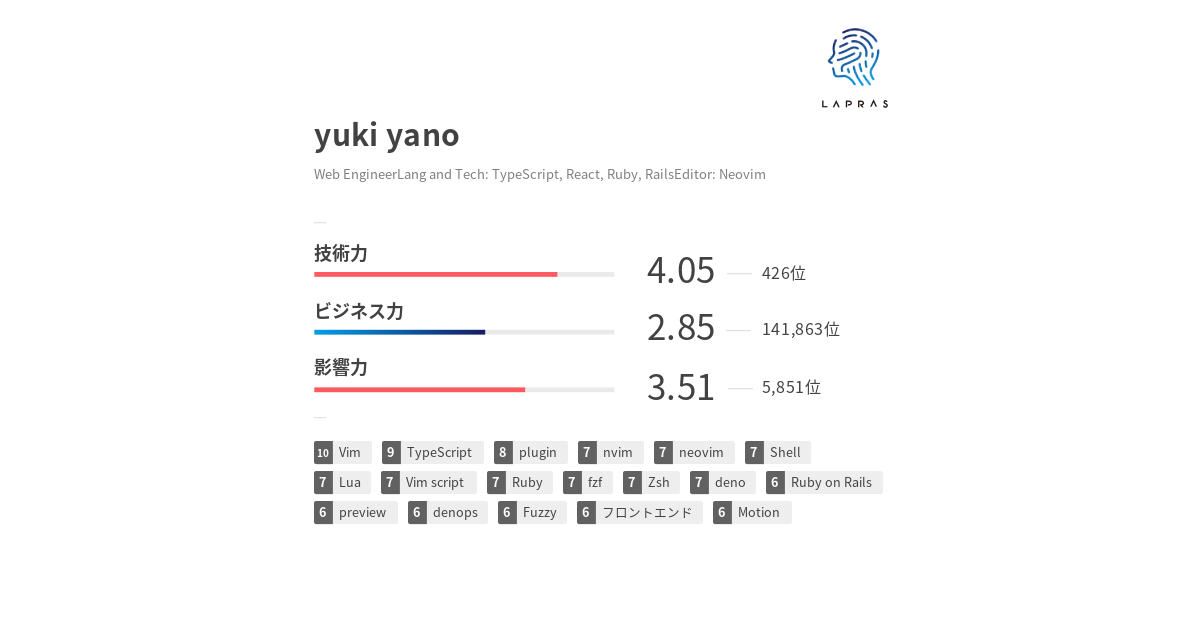 LAPRAS
yuki yano
Web EngineerLang and Tech: TypeScript, React, Ruby, RailsEditor: Neovim
技術力 4.05 426位
ビジネス力 2.85 141,863位
影響力 3.51 5,851位
10 Vim 9 TypeScript 8 plugin 7 nvim 7 neovim 7 Shell
7 Lua 7 Vim script 7 Ruby 7 fzf 7 Zsh 7 deno 6 Ruby on Rails
6 preview 6 denops 6 Fuzzy 6 フロントエンド 6 Motion